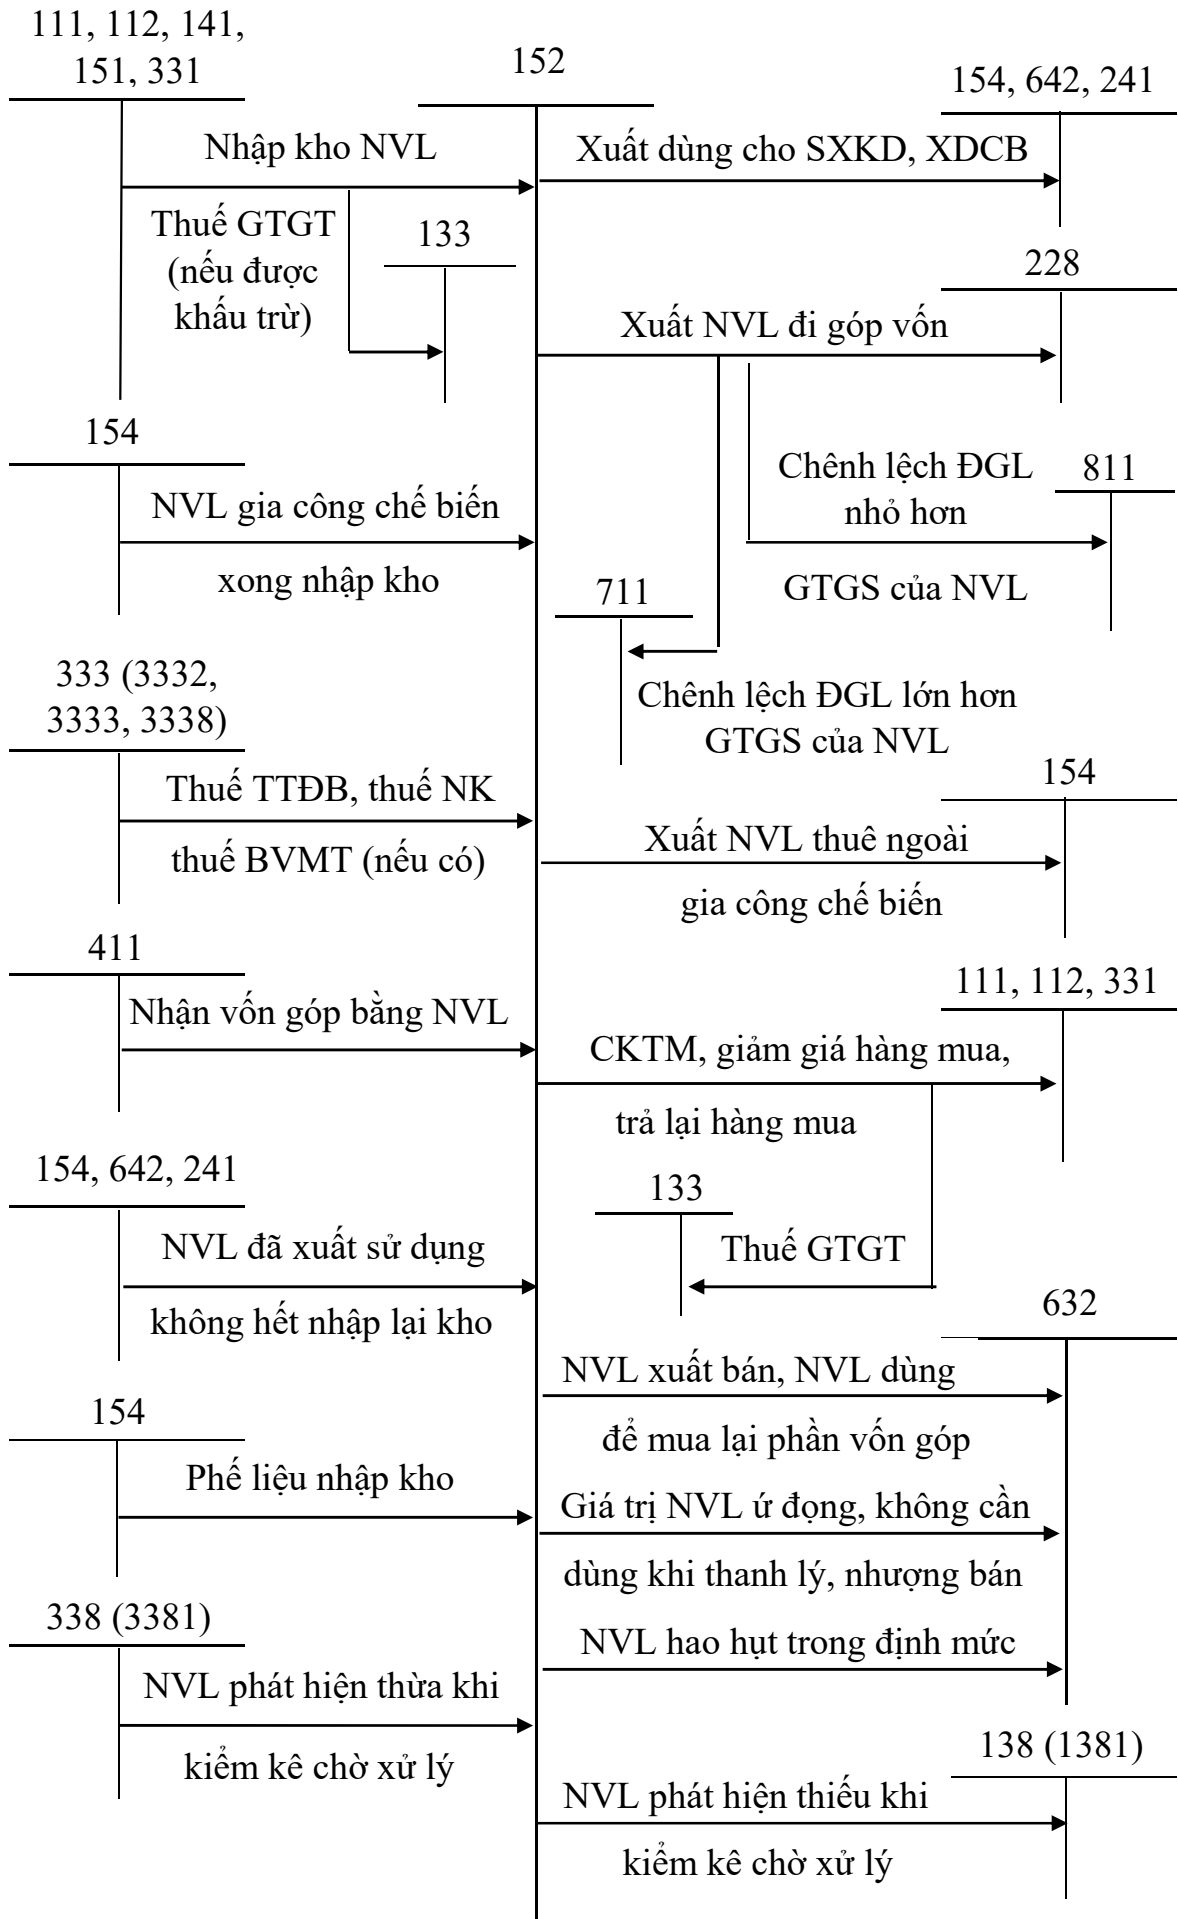 111, 112, 141,
151, 331
152
154, 642, 241
Nhập kho NVL
Xuất dùng cho SXKD, XDCB
Thuế GTGT
(nếu được
khấu trừ)
133
228
Xuất NVL đi góp vốn
154
NVL gia công chế biến
xong nhập kho
Chênh lệch ĐGL
nhỏ hơn
811
GTGS của NVL
711
Chênh lệch ĐGL lớn hơn
GTGS của NVL
333 (3332,
3333, 3338)
Thuế TTĐB, thuế NK
thuế BVMT (nếu có)
154
Xuất NVL thuê ngoài
gia công chế biến
411
Nhận vốn góp bằng NVL
111, 112, 331
CKTM, giảm giá hàng mua,
trả lại hàng mua
133
Thuế GTGT
154, 642, 241
NVL đã xuất sử dụng
không hết nhập lại kho
632
NVL xuất bán, NVL dùng
để mua lại phần vốn góp
154
Phế liệu nhập kho
Giá trị NVL ứ đọng, không cần
dùng khi thanh lý, nhượng bán
NVL hao hụt trong định mức
338 (3381)
NVL phát hiện thừa khi
kiểm kê chờ xử lý
138 (1381)
NVL phát hiện thiếu khi
kiểm kê chờ xử lý